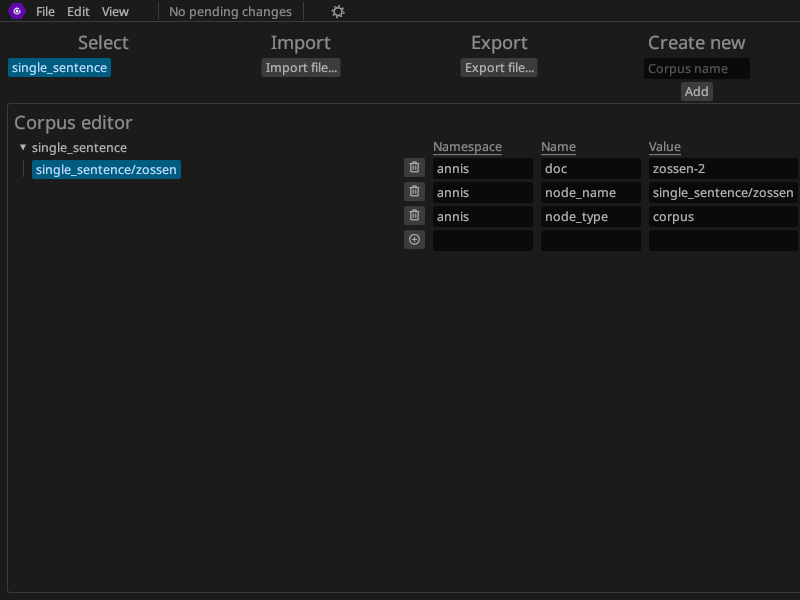 File Edit View No pending changes
Select Import Export Create new
single_sentence Import file... Export file... Corpus name
Add
Corpus editor
single_sentence
single_sentence/zossen
Namespace Name Value
annis doc zossen-2
annis node_name single_sentence/zossen
annis node_type corpus